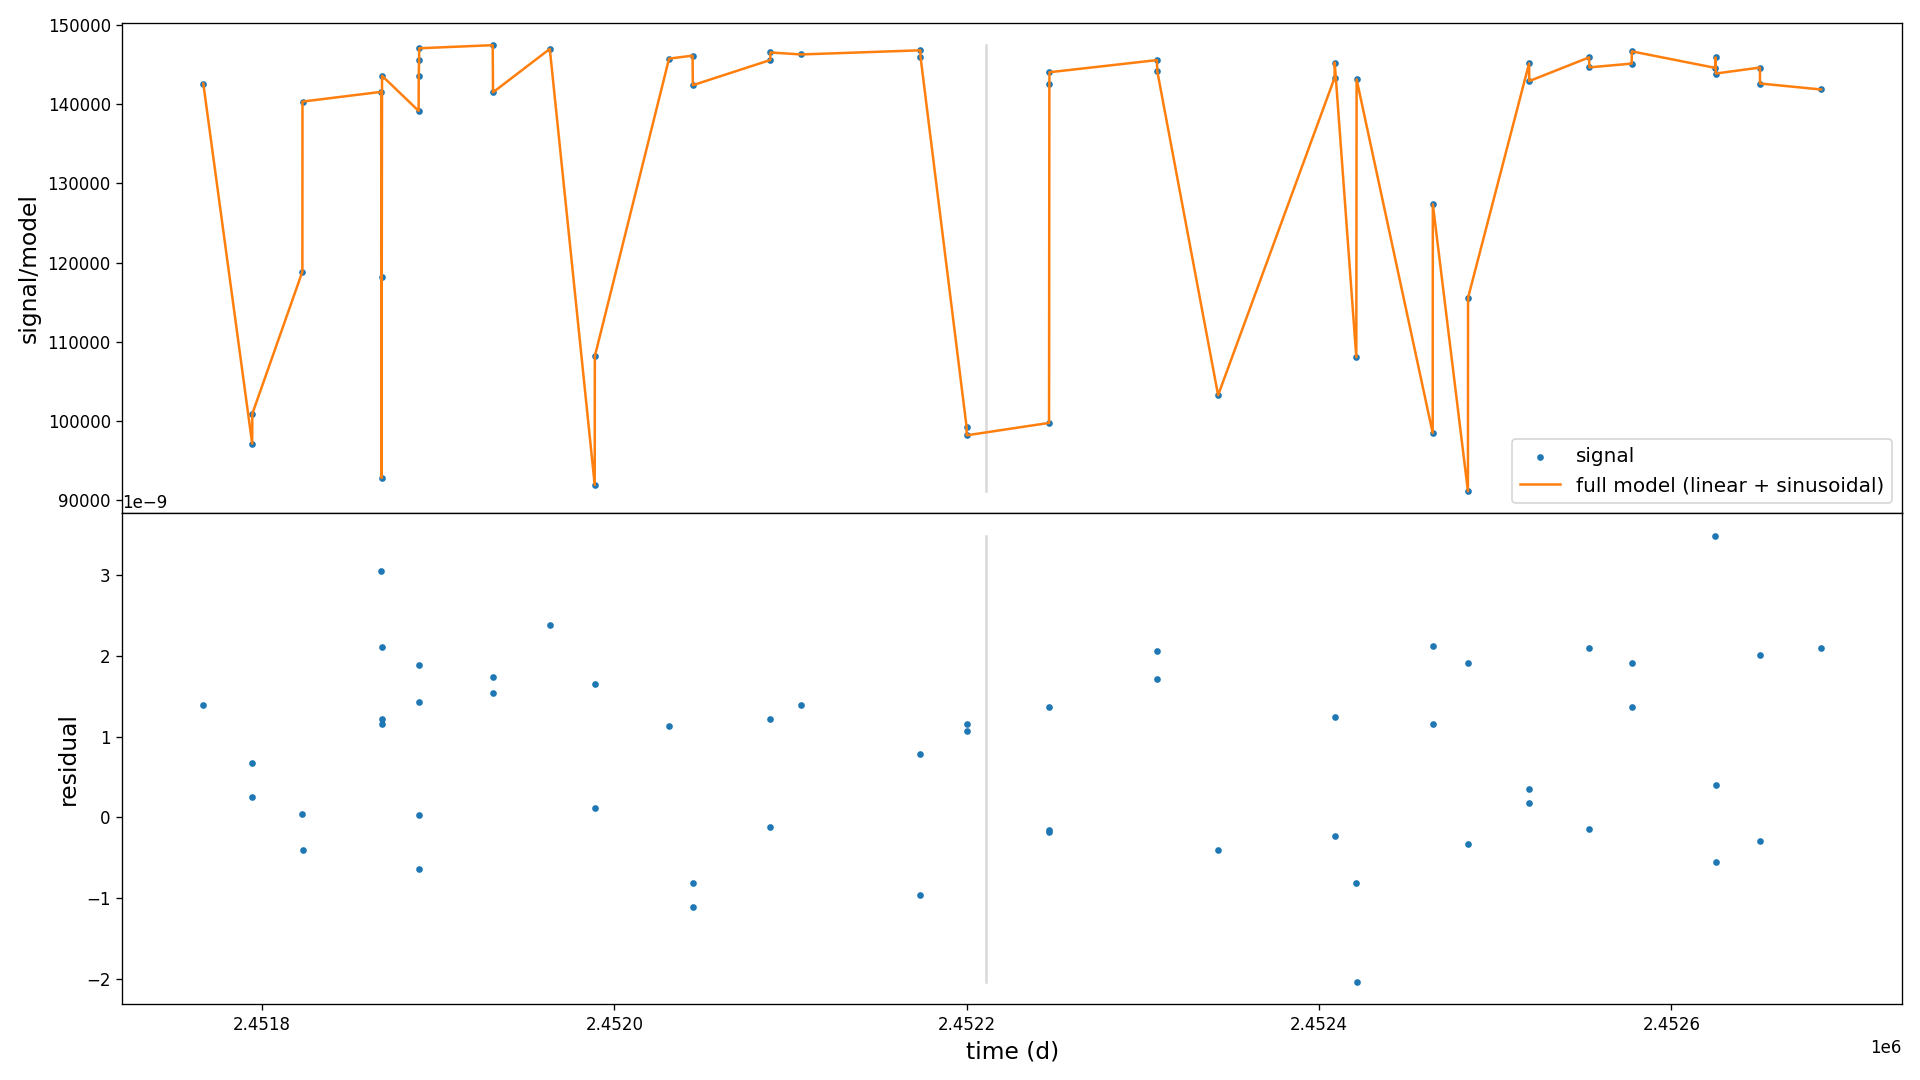 150000
140000
130000
120000
110000
100000
90000
signal/model
signal
full model (linear + sinusoidal)
1e−9
3
2
1
0
−1
−2
residual
2.4518
2.4520
2.4522
2.4524
2.4526
time (d)
1e6